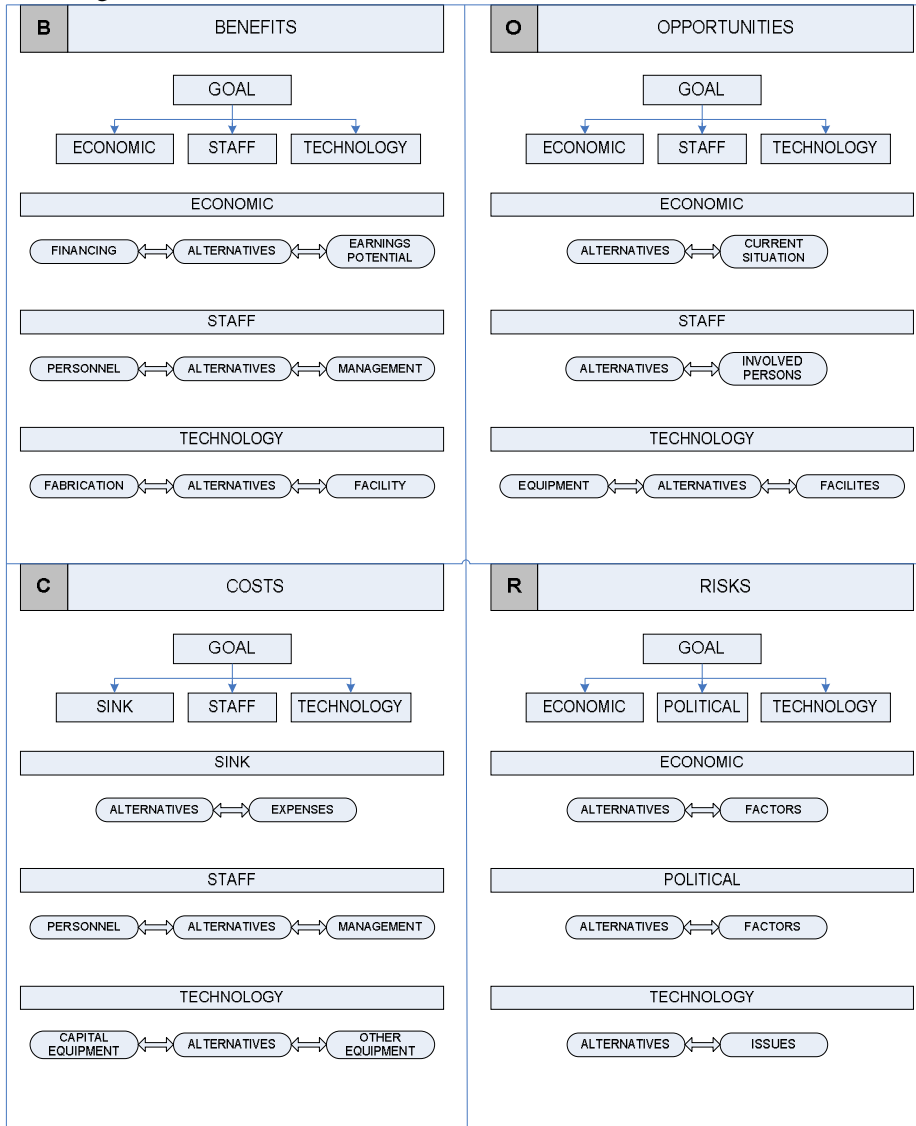 B BENEFITS
GOAL
ECONOMIC STAFF TECHNOLOGY
ECONOMIC
FINANCING ALTERNATIVES EARNINGS
POTENTIAL
STAFF
PERSONNEL ALTERNATIVES MANAGEMENT
TECHNOLOGY
FABRICATION ALTERNATIVES FACILITY
O OPPORTUNITIES
GOAL
ECONOMIC STAFF TECHNOLOGY
ECONOMIC
ALTERNATIVES CURRENT
SITUATION
STAFF
ALTERNATIVES INVOLVED
PERSONS
TECHNOLOGY
EQUIPMENT ALTERNATIVES FACILITES
C COSTS
GOAL
SINK STAFF TECHNOLOGY
SINK
ALTERNATIVES EXPENSES
STAFF
PERSONNEL ALTERNATIVES MANAGEMENT
TECHNOLOGY
CAPITAL
EQUIPMENT ALTERNATIVES OTHER
EQUIPMENT
R RISKS
GOAL
ECONOMIC POLITICAL TECHNOLOGY
ECONOMIC
ALTERNATIVES FACTORS
POLITICAL
ALTERNATIVES FACTORS
TECHNOLOGY
ALTERNATIVES ISSUES